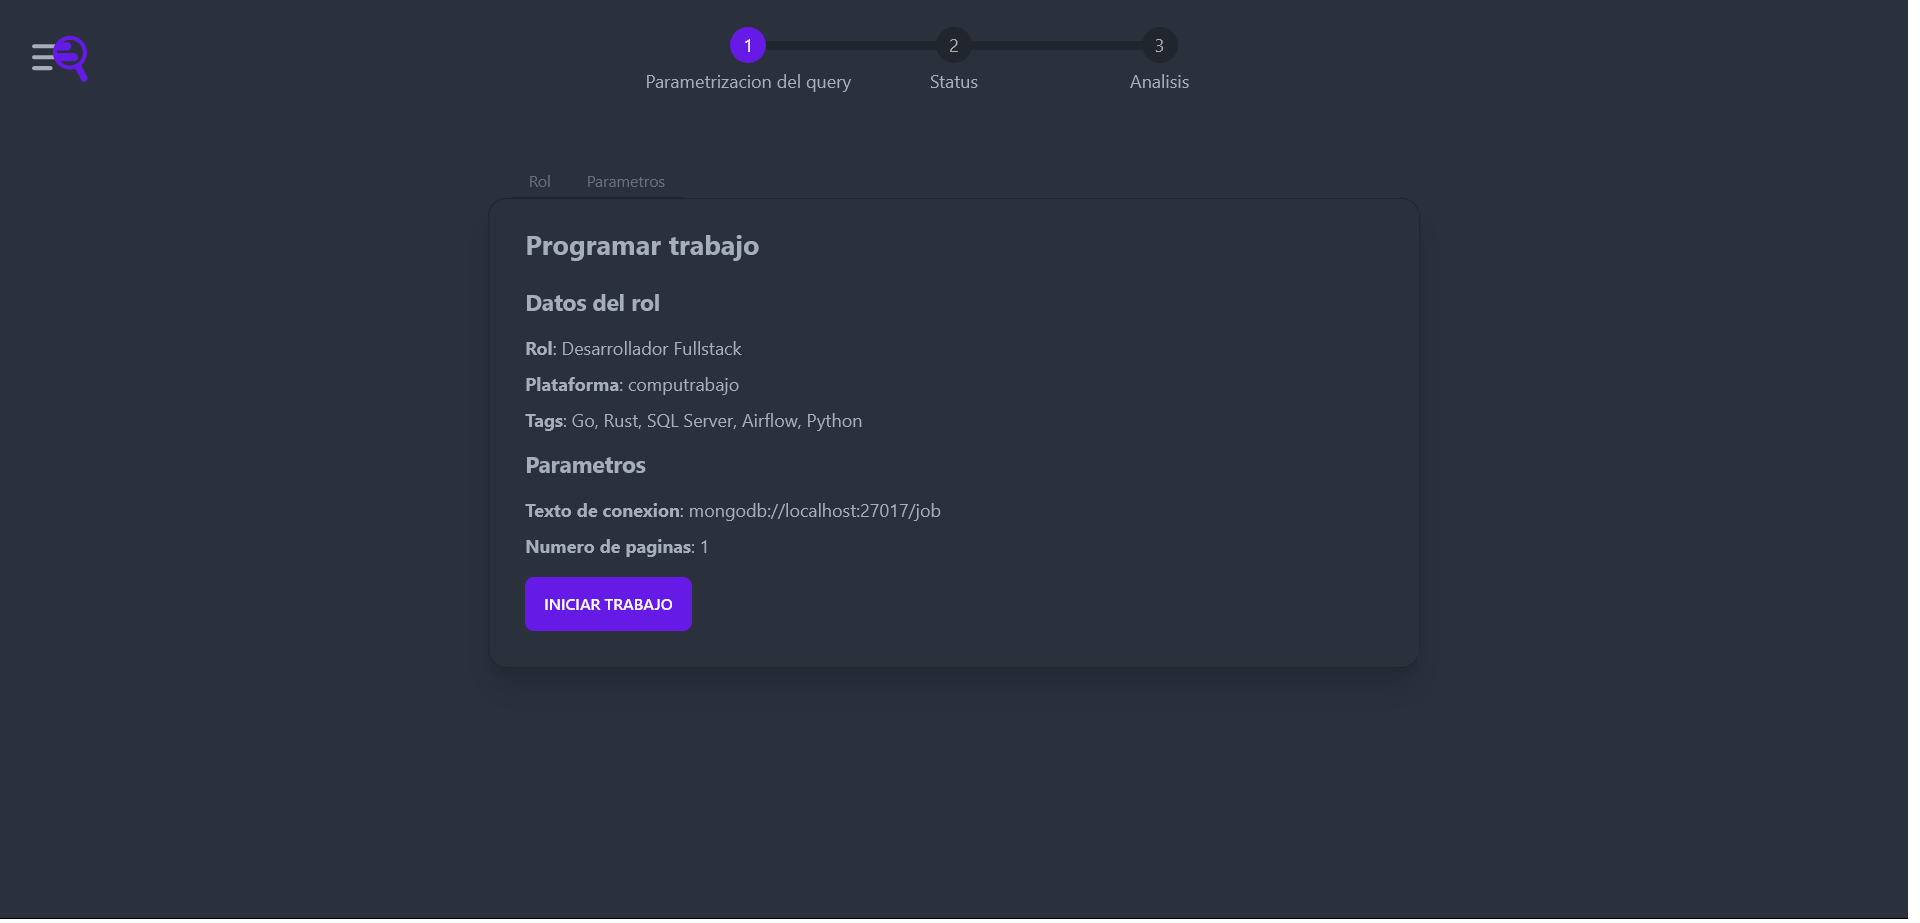 1 2 3
Parametrizacion del query Status Analisis
Rol Parametros
Programar trabajo
Datos del rol
Rol: Desarrollador Fullstack
Plataforma: computrabajo
Tags: Go, Rust, SQL Server, Airflow, Python
Parametros
Texto de conexion: mongodb://localhost:27017/job
Numero de paginas: 1
INICIAR TRABAJO